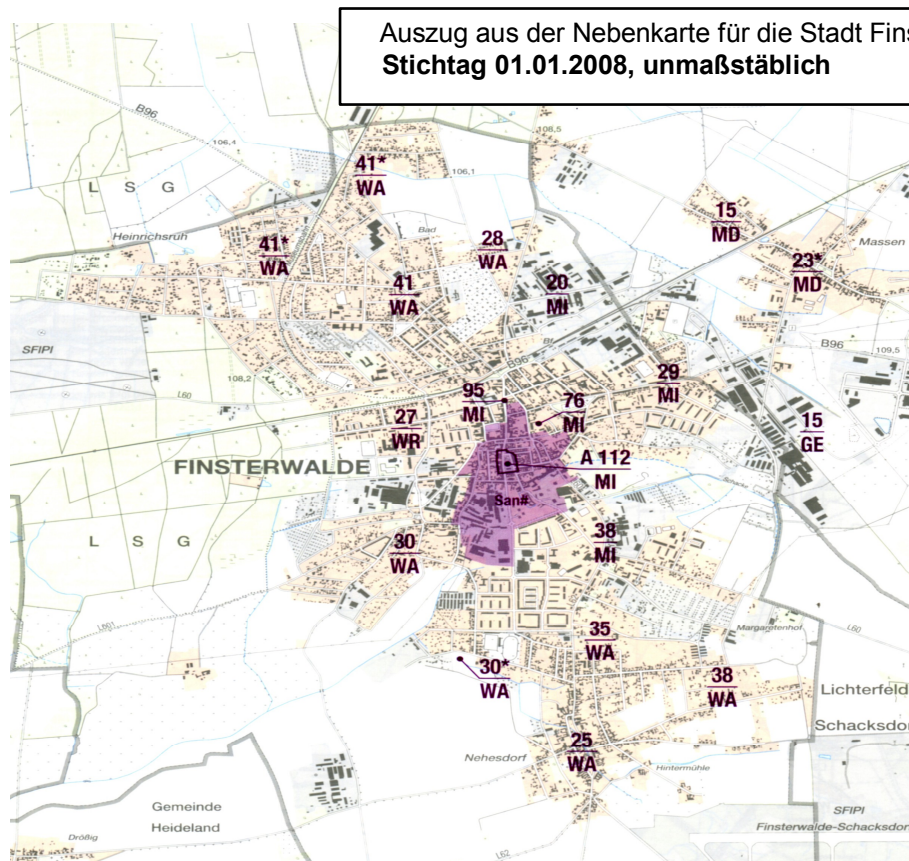 Auszug aus der Nebenkarte für die Stadt Fins
Stichtag 01.01.2008, unmaßstäblich
B96
108,5
106,4
41*
WA
106,1
L S G
15
MD
Heinrichsruh
Bad
28
WA
Massen
41*
WA
23*
MD
41
WA
20
MI
SFIPI
Bf
B96
B96
109,5
108,2
L60
29
MI
95
MI
76
MI
27
WR
15
GE
A 112
MI
FINSTERWALDE
San#
L S G
30
WA
38
MI
L601
Margaretenhof
L60
35
WA
30*
WA
38
WA
Lichterfeld
Schacksdor
25
WA
Nehesdorf
Hintermühle
Gemeinde
Heideland
SFIPI
Finsterwalde-Schacksdor
Drößig
L62